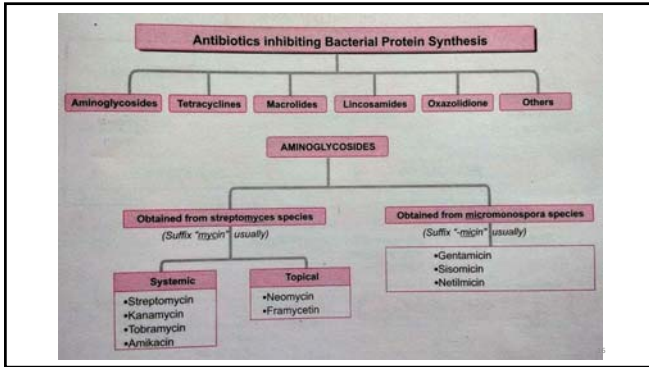 Antibiotics inhibiting Bacterial Protein Synthesis
Aminoglycosides
Tetracyclines
Macrolides
Lincosamides
Oxazolidione
Others
AMINOGLYCOSIDES
Obtained from streptomyces species
(Suffix "mycin" usually)
Systemic
•Streptomycin
•Kanamycin
•Tobramycin
•Amikacin
Topical
•Neomycin
•Framycetin
Obtained from micromonospora species
(Suffix "-micin" usually)
•Gentamicin
•Sisomicin
•Netilmicin